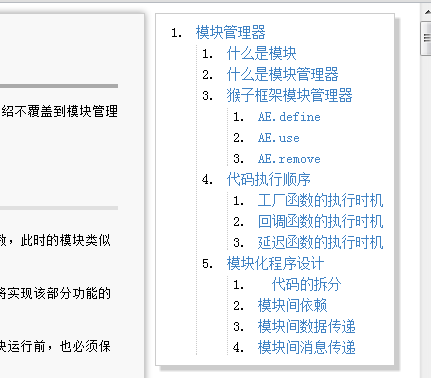 绍不覆盖到模块管理
数，此时的模块类似
将实现该部分功能的
块运行前，也必须保
1. 模块管理器
1. 什么是模块
2. 什么是模块管理器
3. 猴子框架模块管理器
1. AE.define
2. AE.use
3. AE.remove
4. 代码执行顺序
1. 工厂函数的执行时机
2. 回调函数的执行时机
3. 延迟函数的执行时机
5. 模块化程序设计
1. 代码的拆分
2. 模块间依赖
3. 模块间数据传递
4. 模块间消息传递